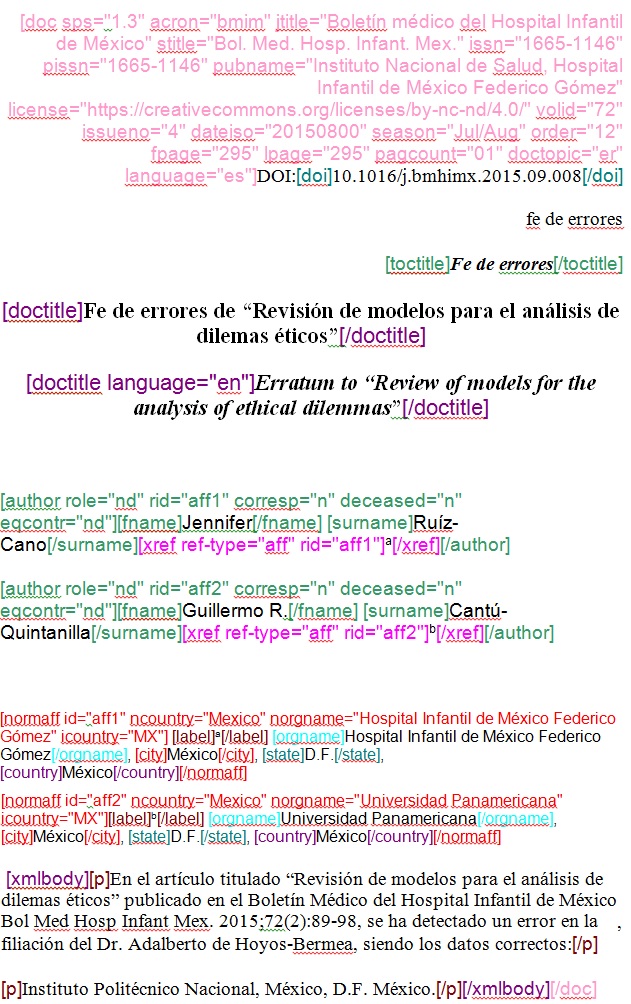 [doc sps="1.3" acron="bmim" jtitle="Boletín médico del Hospital Infantil
de México" stitle="Bol. Med. Hosp. Infant. Mex." issn="1665-1146"
pissn="1665-1146" pubname="Instituto Nacional de Salud, Hospital
Infantil de México Federico Gómez"
license="https://creativecommons.org/licenses/by-nc-nd/4.0/" volid="72"
issueno="4" dateiso="20150800" season="Jul/Aug" order="12"
fpage="295" lpage="295" pagcount="01" doctopic="er"
language="es"]DOI:[doi]10.1016/j.bmhimx.2015.09.008[/doi]
fe de errores
[toctitle]Fe de errores[/toctitle]
[doctitle]Fe de errores de “Revisión de modelos para el análisis de
dilemas éticos”[/doctitle]
[doctitle language="en"]Erratum to “Review of models for the
analysis of ethical dilemmas”[/doctitle]
[author role="nd" rid="aff1" corresp="n" deceased="n"
eqcontr="nd"][fname]Jennifer[/fname] [surname]Ruíz-
Cano[/surname][xref ref-type="aff" rid="aff1"]a[/xref][/author]
[author role="nd" rid="aff2" corresp="n" deceased="n"
eqcontr="nd"][fname]Guillermo R.[/fname] [surname]Cantú-
Quintanilla[/surname][xref ref-type="aff" rid="aff2"]b[/xref][/author]
[normaff id="aff1" ncountry="Mexico" norgname="Hospital Infantil de México Federico
Gómez" icountry="MX"] [label]a[/label] [orgname]Hospital Infantil de México Federico
Gómez[/orgname], [city]México[/city], [state]D.F.[/state],
[country]México[/country][/normaff]
[normaff id="aff2" ncountry="Mexico" norgname="Universidad Panamericana"
icountry="MX"][label]b[/label] [orgname]Universidad Panamericana[/orgname],
[city]México[/city], [state]D.F.[/state], [country]México[/country][/normaff]
[xmlbody][p]En el artículo titulado “Revisión de modelos para el análisis de
dilemas éticos” publicado en el Boletín Médico del Hospital Infantil de México
Bol Med Hosp Infant Mex. 2015;72(2):89-98, se ha detectado un error en la ,
filiación del Dr. Adalberto de Hoyos-Bermea, siendo los datos correctos:[/p]
[p]Instituto Politécnico Nacional, México, D.F. México.[/p][/xmlbody][/doc]